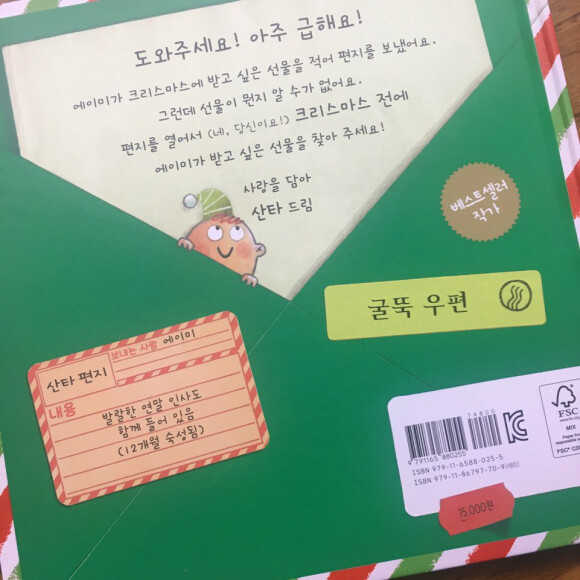 도와주세요! 아주 급해요!
에이미가 크리스마스에 받고 싶은 선물을 적어 편지를 보냈어요.
그런데 선물이 뭔지 알 수가 없어요.
편지를 열어서 (네, 당신이요!) 크리스마스 전에
에이미가 받고 싶은 선물을 찾아 주세요!
사랑을 담아
산타 드림
베스트셀러
작가
굴뚝 우편
산타 편지
보내는 사람 에이미
내용
발랄한 연말 인사도
함께 들어 있음
(12개월 숙성됨)
74800
9 791165 880255
ISBN 979-11-6588-025-5
ISBN 979-11-86797-70-9(세트)
15,000원
FSC
MIX